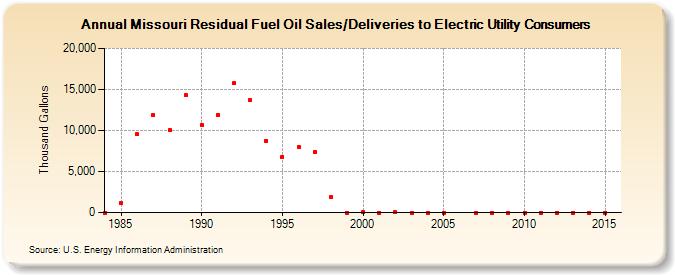 Annual Missouri Residual Fuel Oil Sales/Deliveries to Electric Utility Consumers
Thousand Gallons
20,000
15,000
10,000
5,000
0
1985 1990 1995 2000 2005 2010 2015
Source: U.S. Energy Information Administration